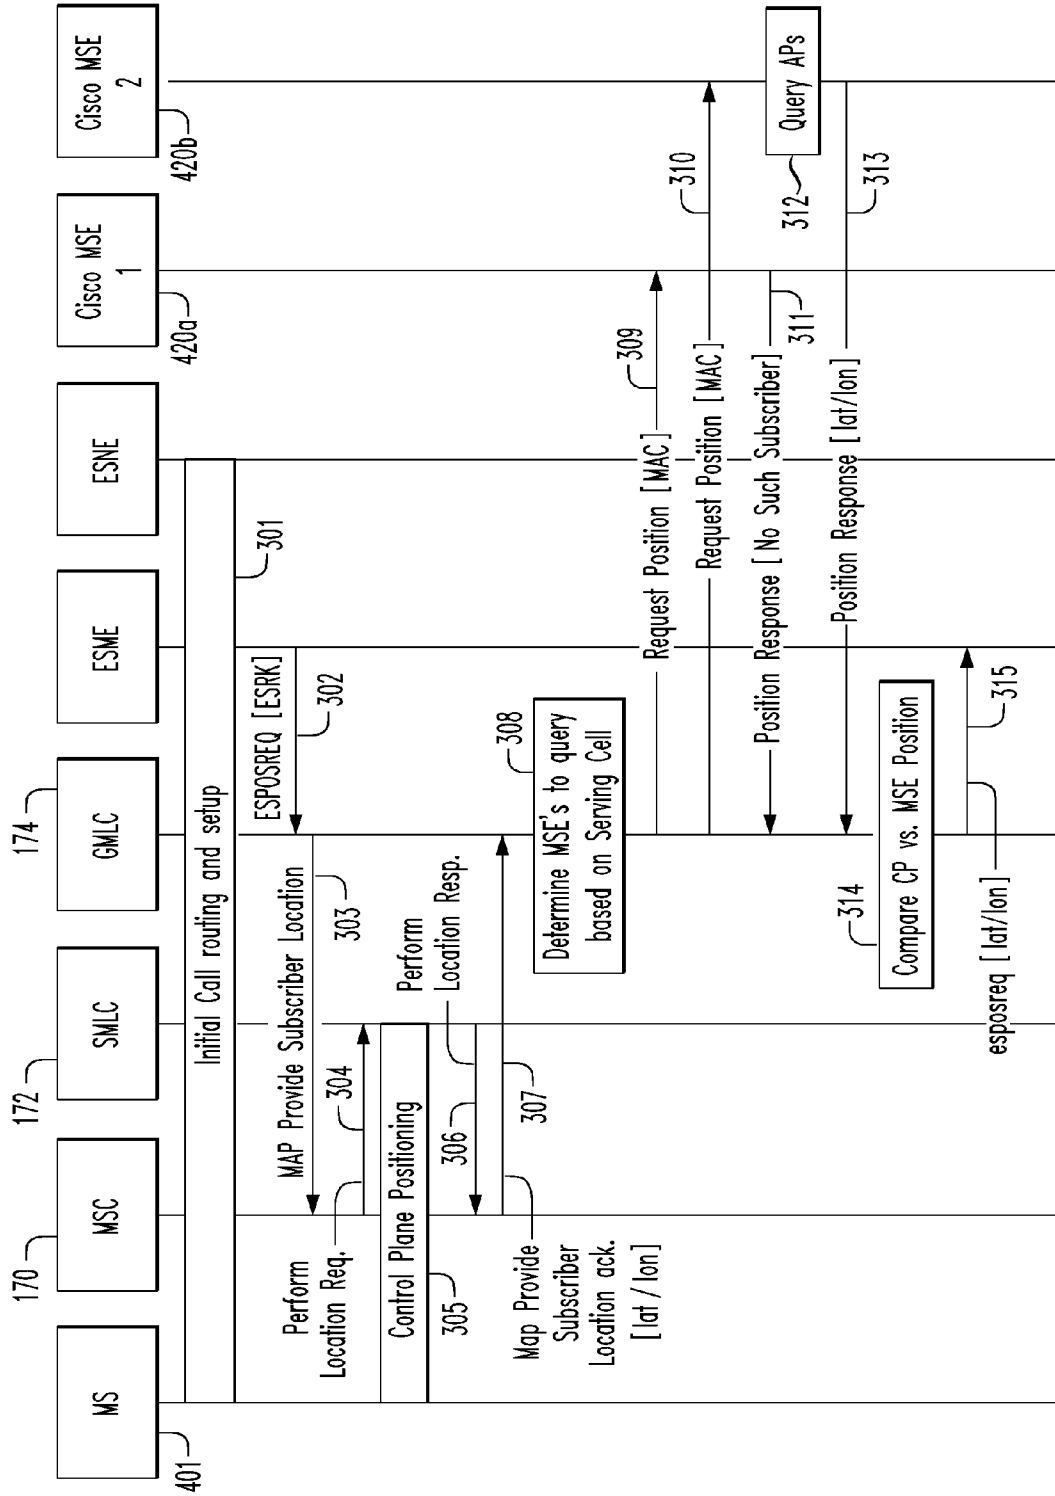 MS
401
MSC
170
SMLC
172
GMLC
174
ESME
ESNE
Cisco MSE
1
420a
Cisco MSE
2
420b
Initial Call routing and setup
301
ESPOSREQ [ESRK]
302
MAP Provide Subscriber Location
303
Perform
Location Req.
304
Control Plane Positioning
305
Perform
Location Resp.
306
Map Provide
Subscriber
Location ack.
[lat / lon]
307
Determine MSE's to query
based on Serving Cell
308
Request Position [MAC]
309
Request Position [MAC]
310
Position Response [No Such Subscriber]
311
Query APs
312
Position Response [lat/lon]
313
Compare CP vs. MSE Position
314
esposreq [lat/lon]
315